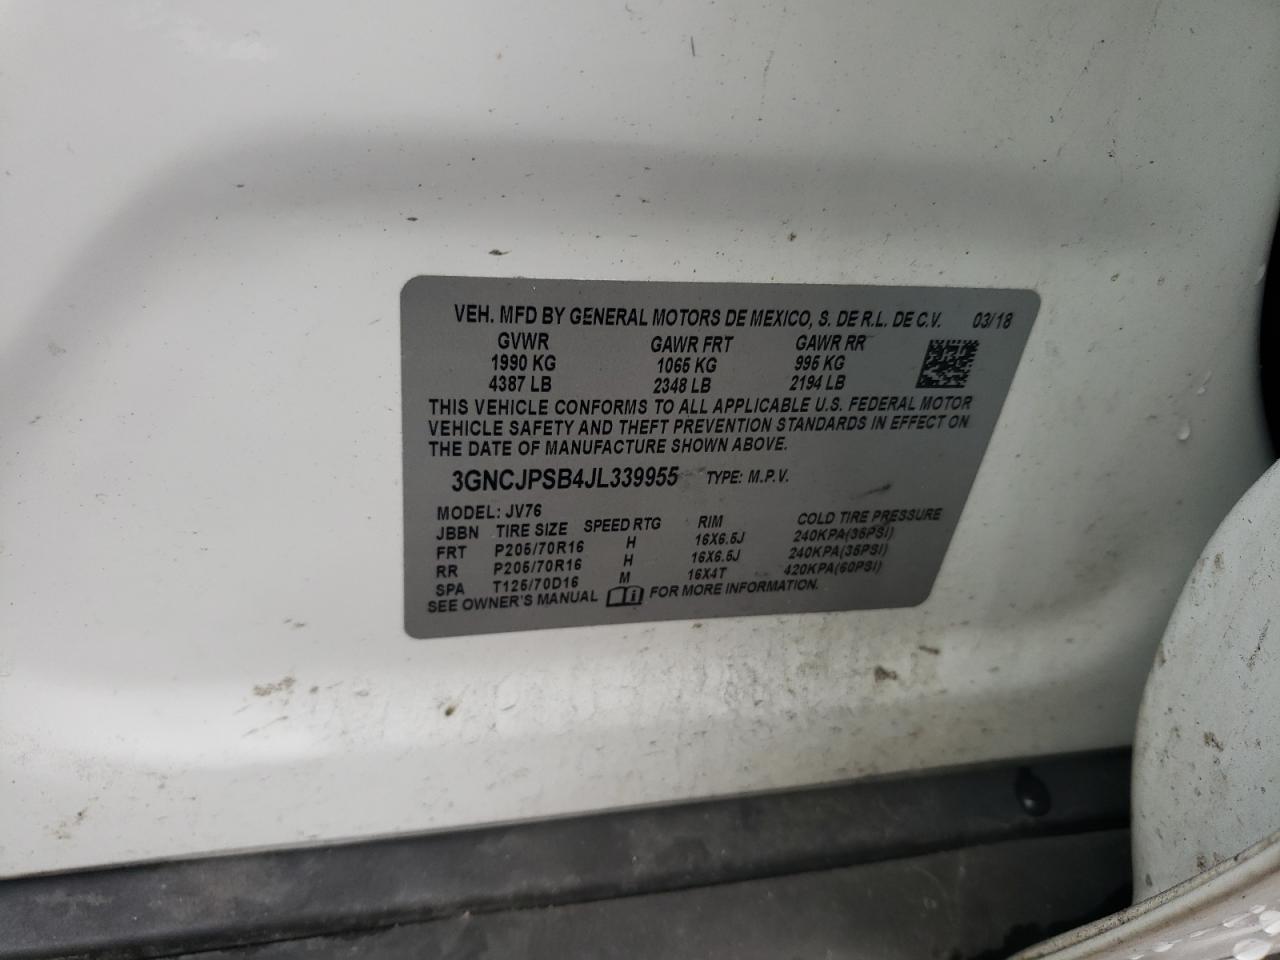 VEH. MFD BY GENERAL MOTORS DE MEXICO, S. DE R.L. DE C.V. 03/18
GVWR GAWR FRT GAWR RR
1990 KG 1065 KG 995 KG
4387 LB 2348 LB 2194 LB
THIS VEHICLE CONFORMS TO ALL APPLICABLE U.S. FEDERAL MOTOR
VEHICLE SAFETY AND THEFT PREVENTION STANDARDS IN EFFECT ON
THE DATE OF MANUFACTURE SHOWN ABOVE.
3GNCJPSB4JL339955 TYPE: M.P.V.
MODEL: JV76
JBBN TIRE SIZE SPEED RTG RIM COLD TIRE PRESSURE
FRT P205/70R16 H 16X6.5J 240KPA(35PSI)
RR P205/70R16 H 16X6.5J 240KPA(35PSI)
SPA T125/70D16 M 16X4T 420KPA(60PSI)
SEE OWNER'S MANUAL FOR MORE INFORMATION.